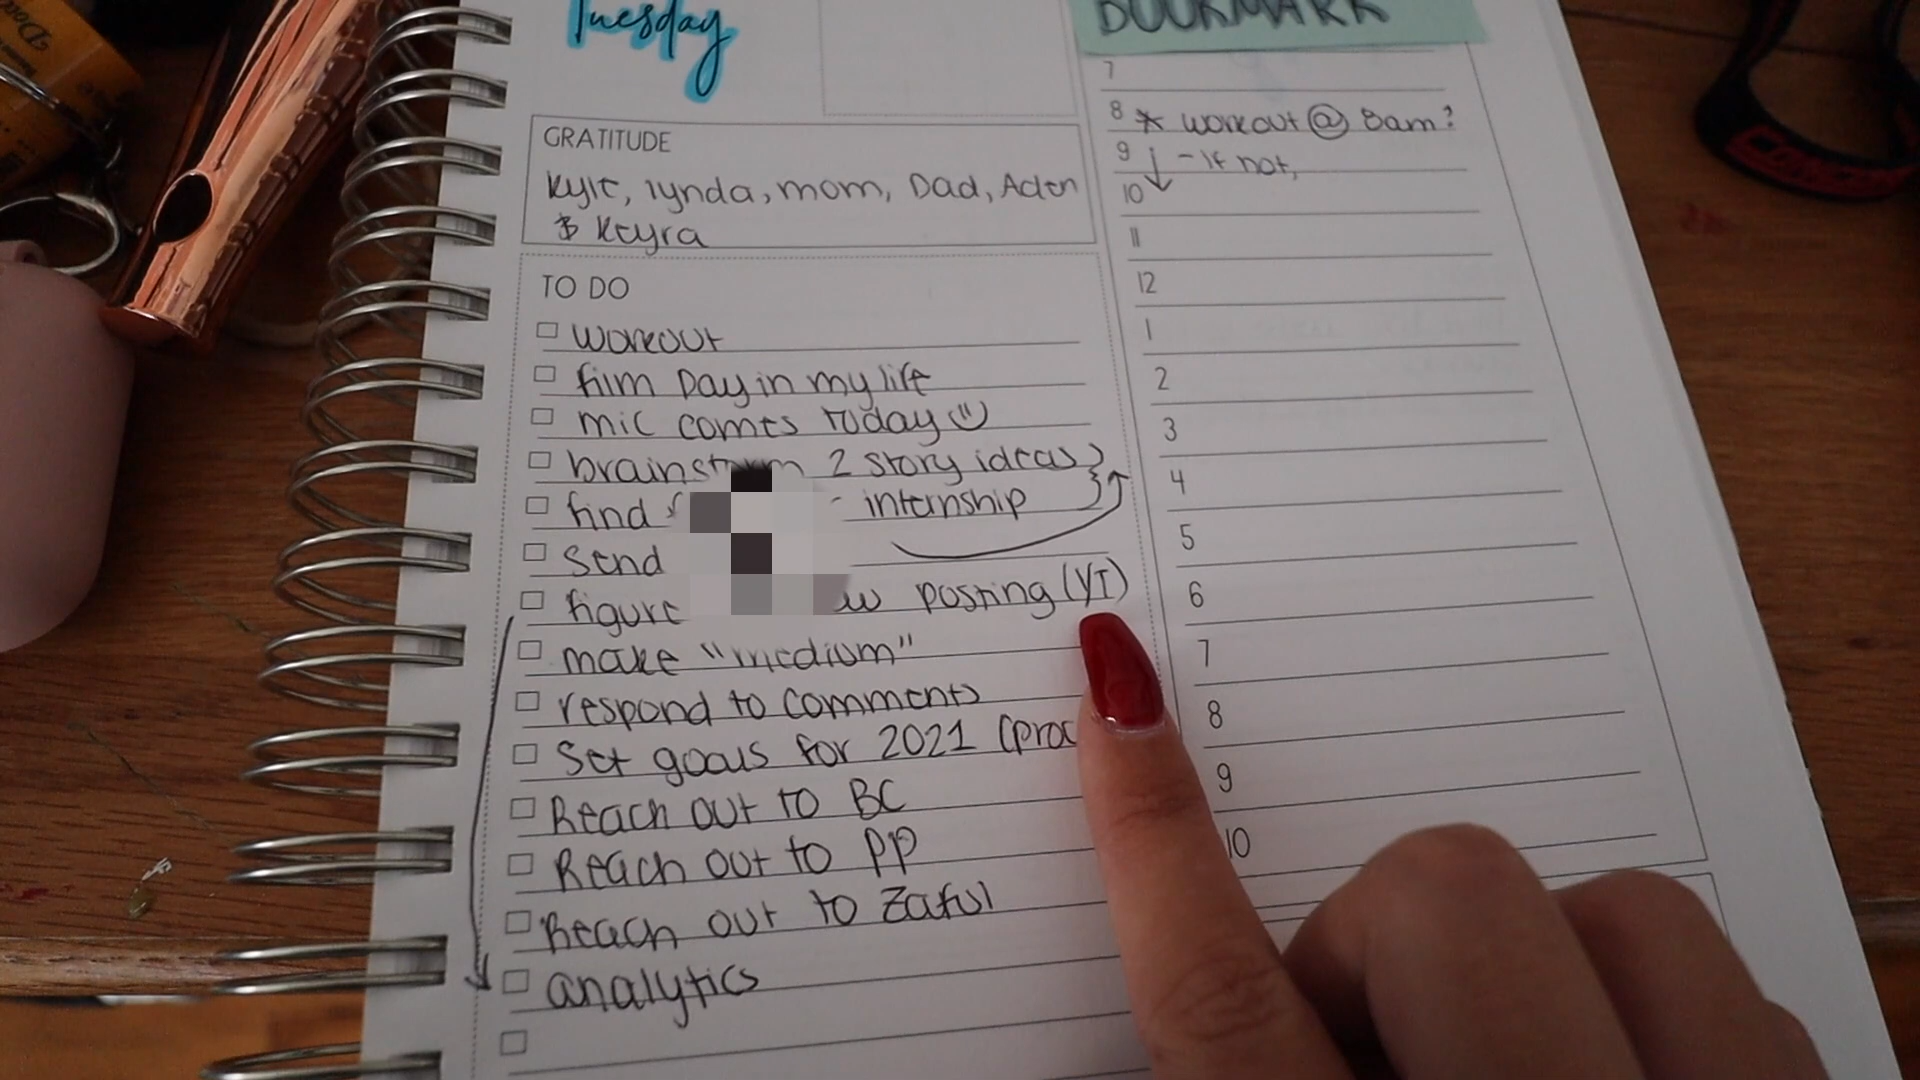 Tuesday
BOOKMARK
GRATITUDE
Kyle, lynda, mom, Dad, Aden
& Keyra
TO DO
workout
film Day in my life
mic comes today
brainstorm 2 story ideas
find - internship
send
figure posting (YT)
make "medium"
respond to comments
Set goals for 2021
Reach out to BC
Reach out to PP
Reach out to Zaful
analytics
7
8 * workout @ 8am?
9 - if not,
10
11
12
1
2
3
4
5
6
7
8
9
10